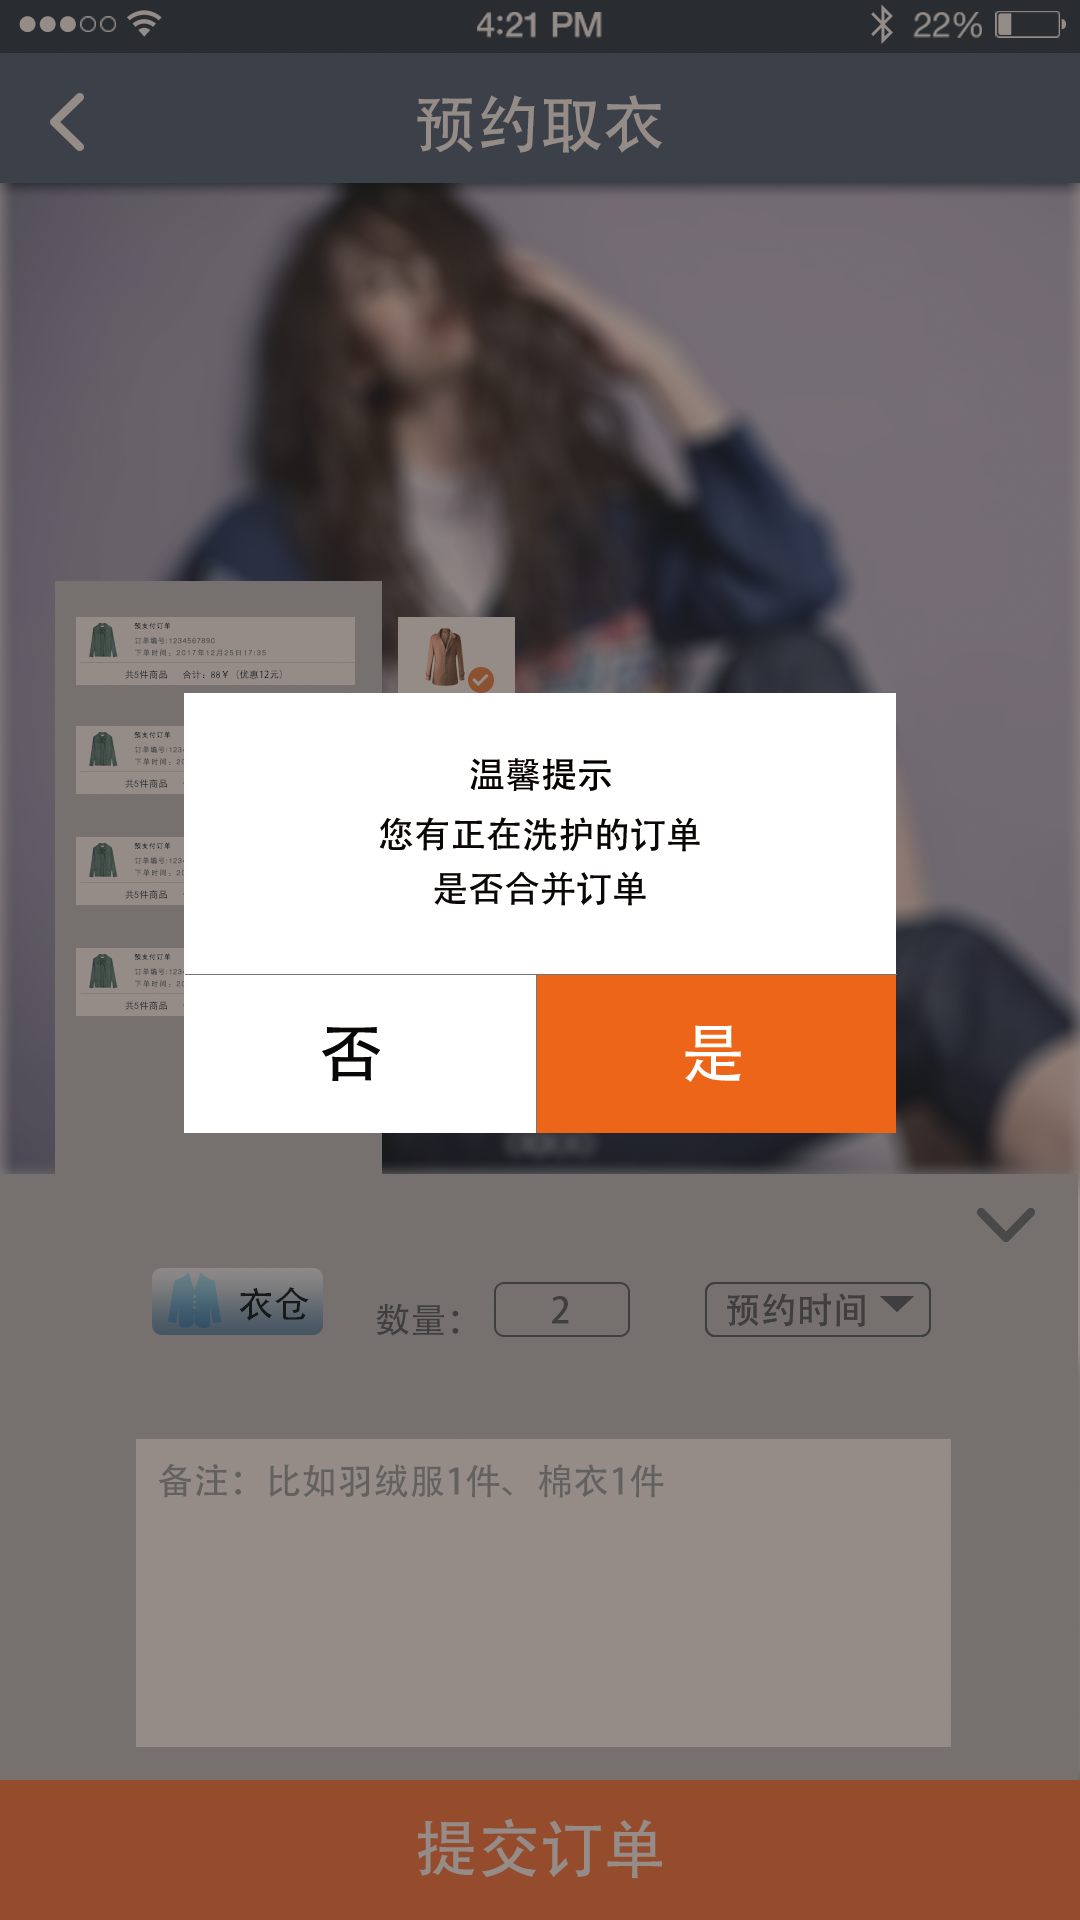 4:21 PM
22%
预约取衣
预支付订单
订单编号:1234567890
下单时间：2017年12月25日17:35
共5件商品 合计：88￥（优惠12元）
预支付订单
订单编号:1234
下单时间：20
共5件商品
预支付订单
订单编号:1234
下单时间：20
共5件商品
预支付订单
订单编号:1234
下单时间：20
共5件商品
温馨提示
您有正在洗护的订单
是否合并订单
否 是
衣仓 数量： 2 预约时间
备注：比如羽绒服1件、棉衣1件
提交订单